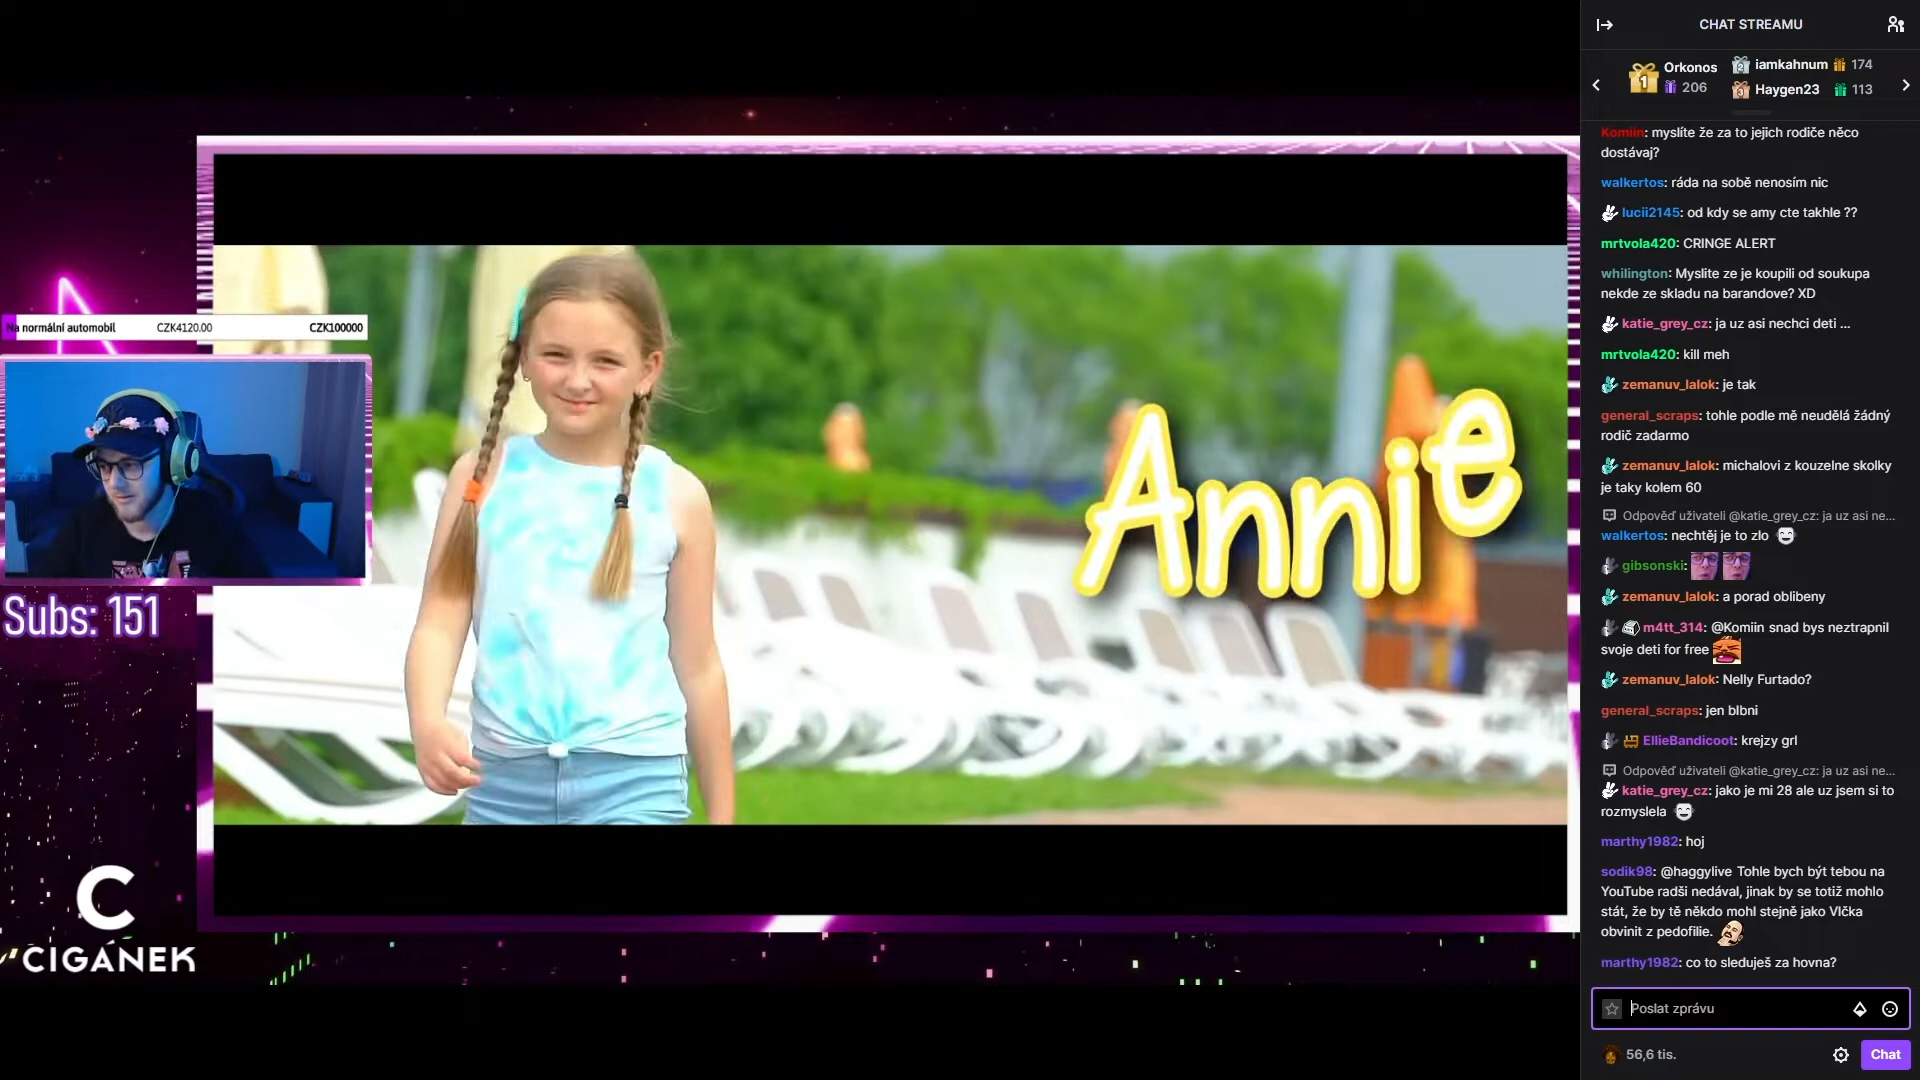 CHAT STREAMU
Orkonos
206
iamkahnum 174
Haygen23 113
Komiin: myslíte že za to jejich rodiče něco
dostávaj?
walkertos: ráda na sobě nenosím nic
lucii2145: od kdy se amy cte takhle ??
mrtvola420: CRINGE ALERT
whilington: Myslite ze je koupili od soukupa
nekde ze skladu na barandove? XD
katie_grey_cz: ja uz asi nechci deti ...
mrtvola420: kill meh
zemanuv_lalok: je tak
general_scraps: tohle podle mě neudělá žádný
rodič zadarmo
zemanuv_lalok: michalovi z kouzelne skolky
je taky kolem 60
Odpověď uživateli @katie_grey_cz: ja uz asi ne...
walkertos: nechtěj je to zlo
gibsonski:
zemanuv_lalok: a porad oblibeny
m4tt_314: @Komiin snad bys neztrapnil
svoje deti for free
zemanuv_lalok: Nelly Furtado?
general_scraps: jen blbni
EllieBandicoot: krejzy grl
Odpověď uživateli @katie_grey_cz: ja uz asi ne...
katie_grey_cz: jako je mi 28 ale uz jsem si to
rozmyslela
marthy1982: hoj
sodik98: @haggylive Tohle bych být tebou na
YouTube radši nedával, jinak by se totiž mohlo
stát, že by tě někdo mohl stejně jako Vlčka
obvinit z pedofilie.
marthy1982: co to sleduješ za hovna?
Poslat zprávu
56,6 tis.
Chat
Na normální automobil CZK4120.00 CZK100000
Subs: 151
Annie
C
CIGÁNEK